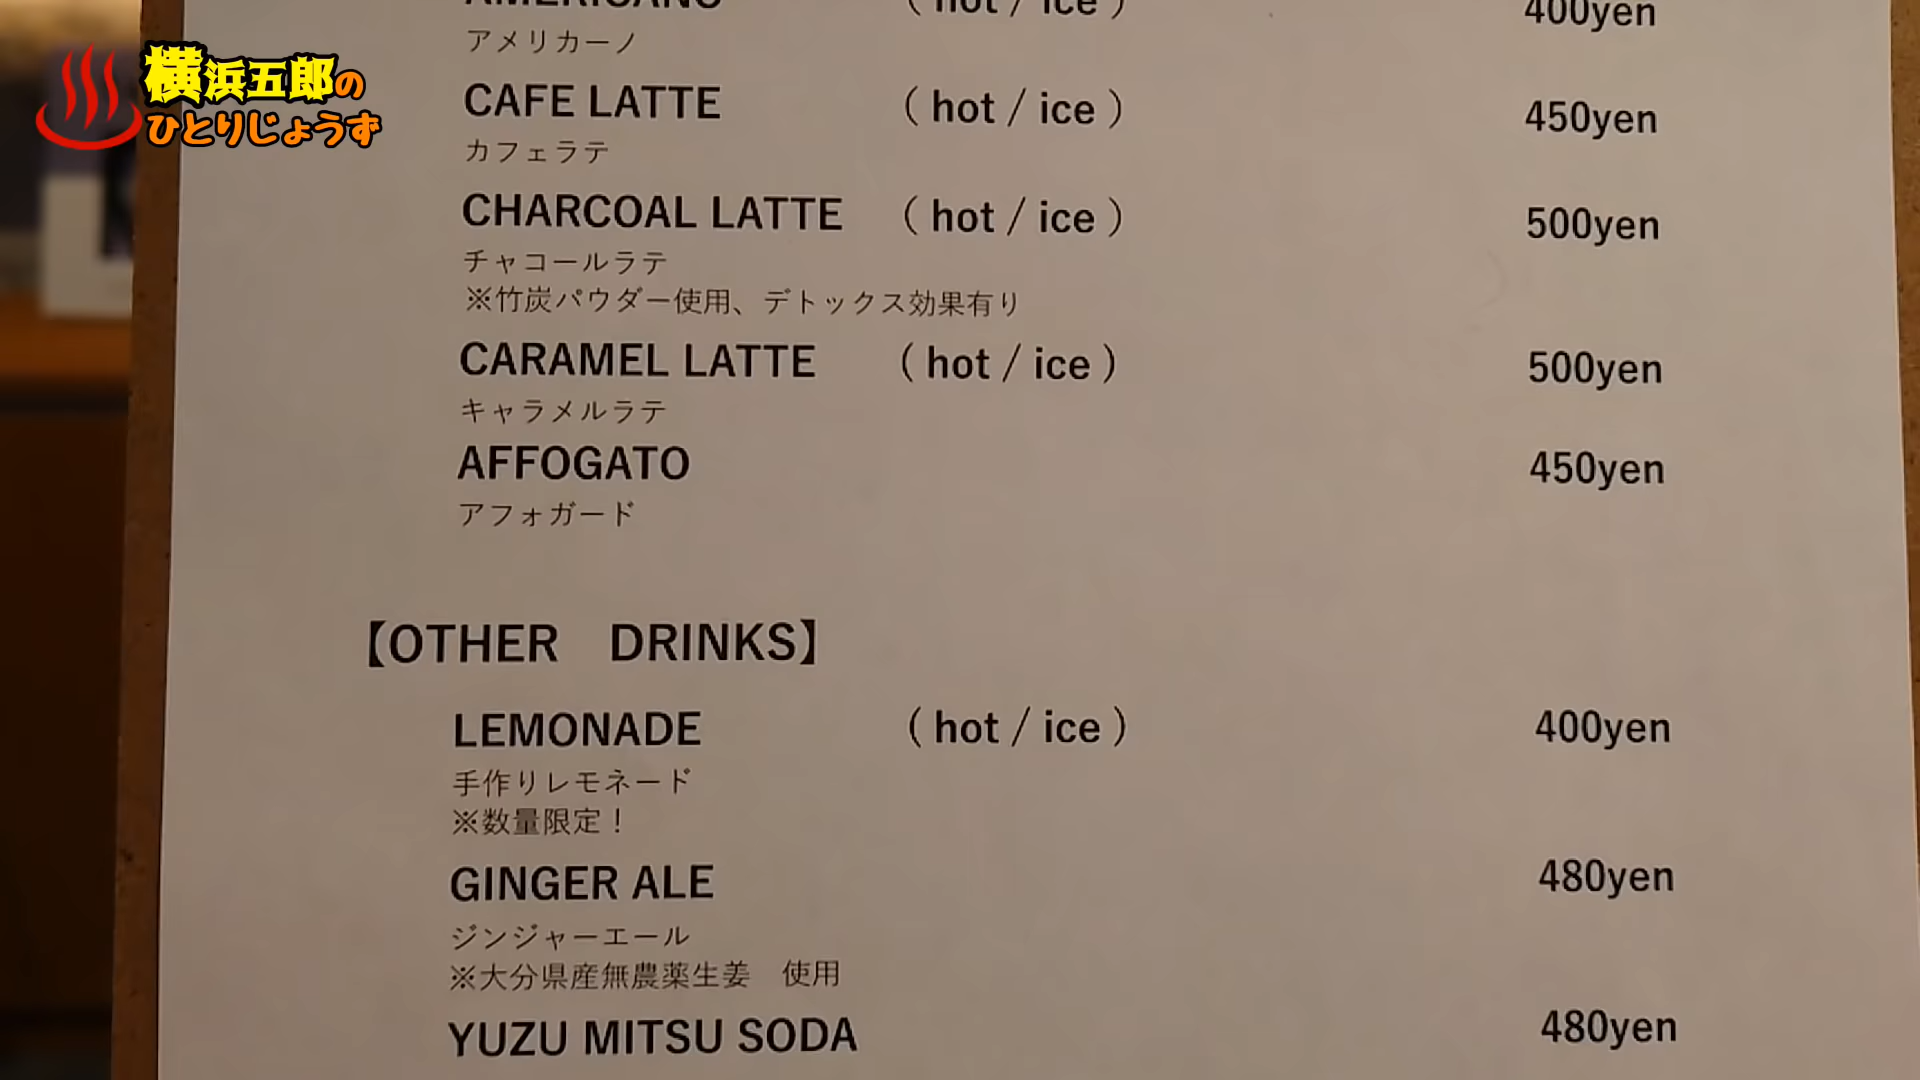 横浜五郎の
ひとりじょうず
AMERICANO （ hot / ice ） 400yen
アメリカーノ
CAFE LATTE （ hot / ice ） 450yen
カフェラテ
CHARCOAL LATTE （ hot / ice ） 500yen
チャコールラテ
※竹炭パウダー使用、デトックス効果有り
CARAMEL LATTE （ hot / ice ） 500yen
キャラメルラテ
AFFOGATO 450yen
アフォガード
【OTHER　DRINKS】
LEMONADE （ hot / ice ） 400yen
手作りレモネード
※数量限定！
GINGER ALE 480yen
ジンジャーエール
※大分県産無農薬生姜　使用
YUZU MITSU SODA 480yen